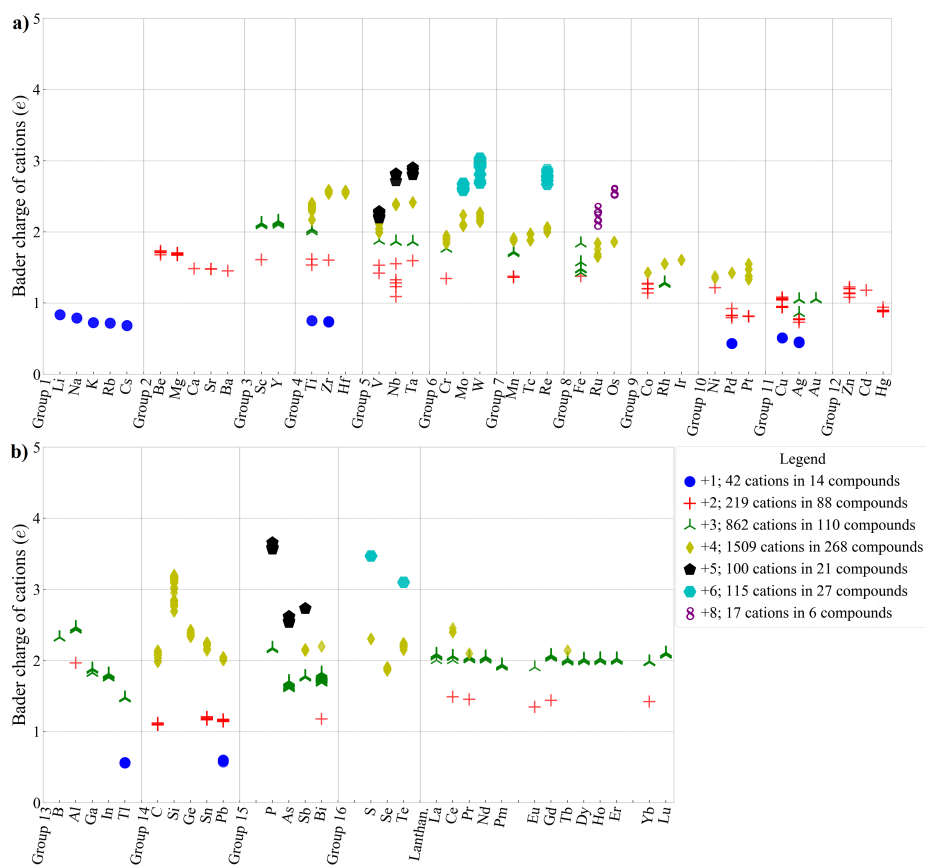 a)
Bader charge of cations (e)
5
4
3
2
1
0
Group 1 Li Na K Rb Cs Group 2 Be Mg Ca Sr Ba Group 3 Sc Y Group 4 Ti Zr Hf Group 5 V Nb Ta Group 6 Cr Mo W Group 7 Mn Tc Re Group 8 Fe Ru Os Group 9 Co Rh Ir Group 10 Ni Pd Pt Group 11 Cu Ag Au Group 12 Zn Cd Hg
b)
Bader charge of cations (e)
5
4
3
2
1
0
Group 13 B Al Ga In Tl Group 14 C Si Ge Sn Pb Group 15 P As Sb Bi Group 16 S Se Te Lanthan. La Ce Pr Nd Pm Eu Gd Tb Dy Ho Er Yb Lu
Legend
+1; 42 cations in 14 compounds
+2; 219 cations in 88 compounds
+3; 862 cations in 110 compounds
+4; 1509 cations in 268 compounds
+5; 100 cations in 21 compounds
+6; 115 cations in 27 compounds
+8; 17 cations in 6 compounds